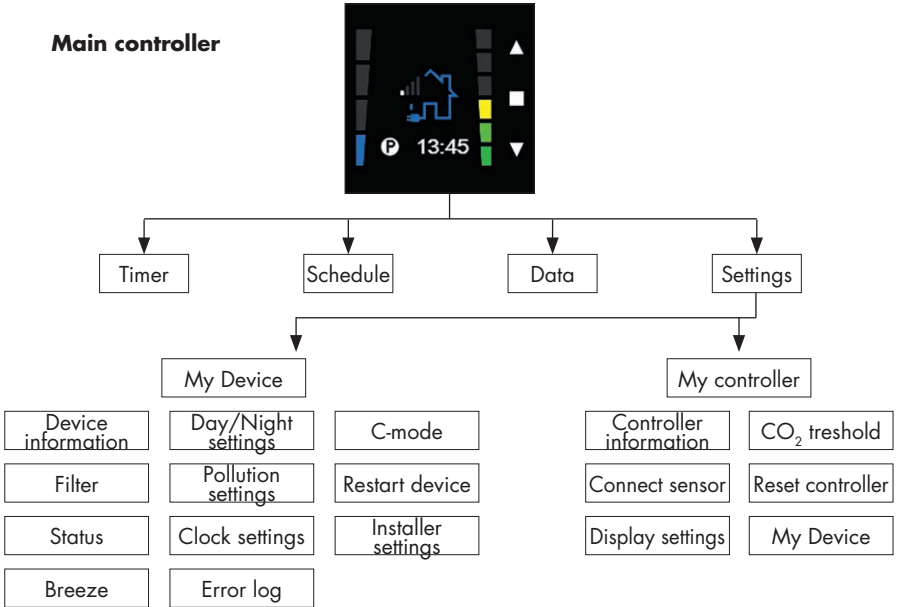 Main controller
P 13:45
Timer
Schedule
Data
Settings
My Device
My controller
Device
information
Day/Night
settings
C-mode
Controller
information
CO₂ treshold
Filter
Pollution
settings
Restart device
Connect sensor
Reset controller
Status
Clock settings
Installer
settings
Display settings
My Device
Breeze
Error log